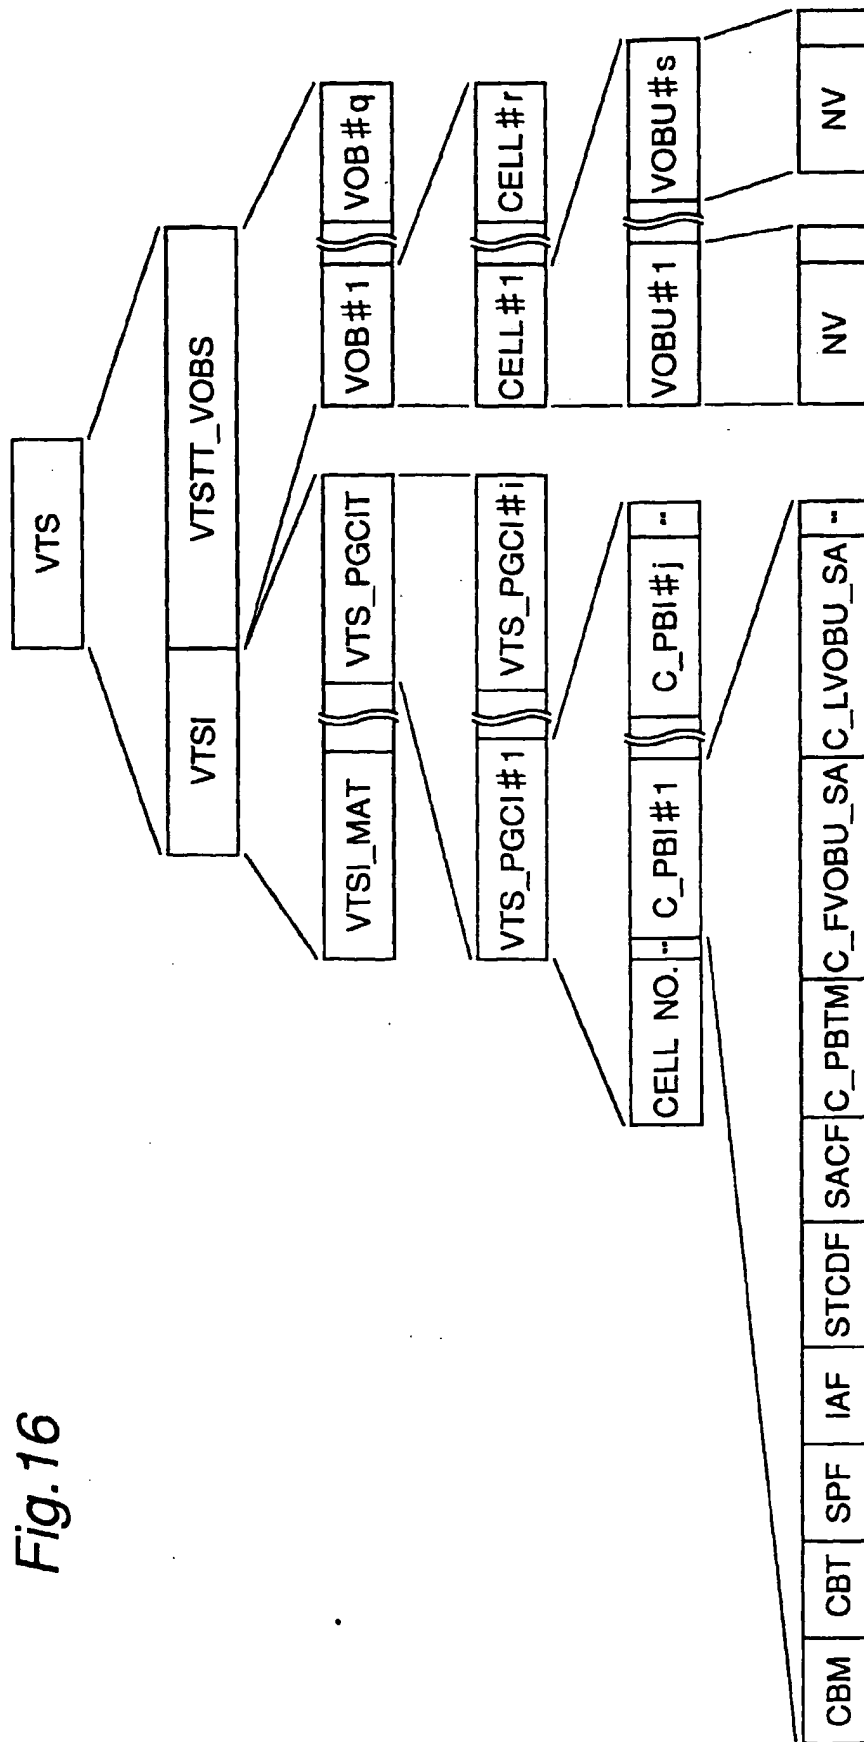 Fig.16
VTS
VTSI VTSTT_VOBS
VTSI_MAT VTS_PGCIT VOB#1 VOB#q
VTS_PGCI#1 VTS_PGCI#i CELL#1 CELL#r
CELL NO. -- C_PBI#1 C_PBI#j -- VOBU#1 VOBU#s
CBM CBT SPF IAF STCDF SACF C_PBTM C_FVOBU_SA C_LVOBU_SA -- NV NV